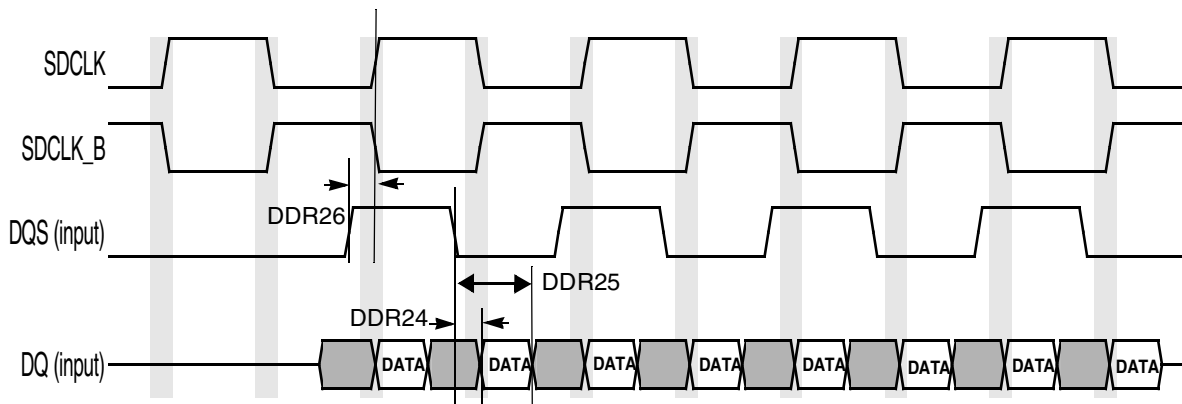 SDCLK
SDCLK_B
DDR26
DQS (input)
DDR25
DDR24
DQ (input)
DATA DATA DATA DATA DATA DATA DATA DATA